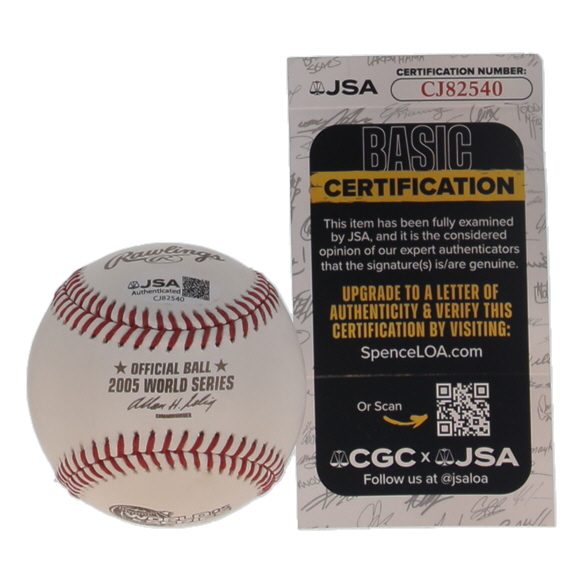 Rawlings
JSA
Authenticated
CJ82540
★ OFFICIAL BALL ★
2005 WORLD SERIES
Allan H. Selig
JSA
CERTIFICATION NUMBER:
CJ82540
BASIC
CERTIFICATION
This item has been fully examined
by JSA, and it is the considered
opinion of our expert authenticators
that the signature(s) is/are genuine.
UPGRADE TO A LETTER OF
AUTHENTICITY & VERIFY THIS
CERTIFICATION BY VISITING:
SpenceLOA.com
Or Scan
CGC x JSA
Follow us at @jsaloa